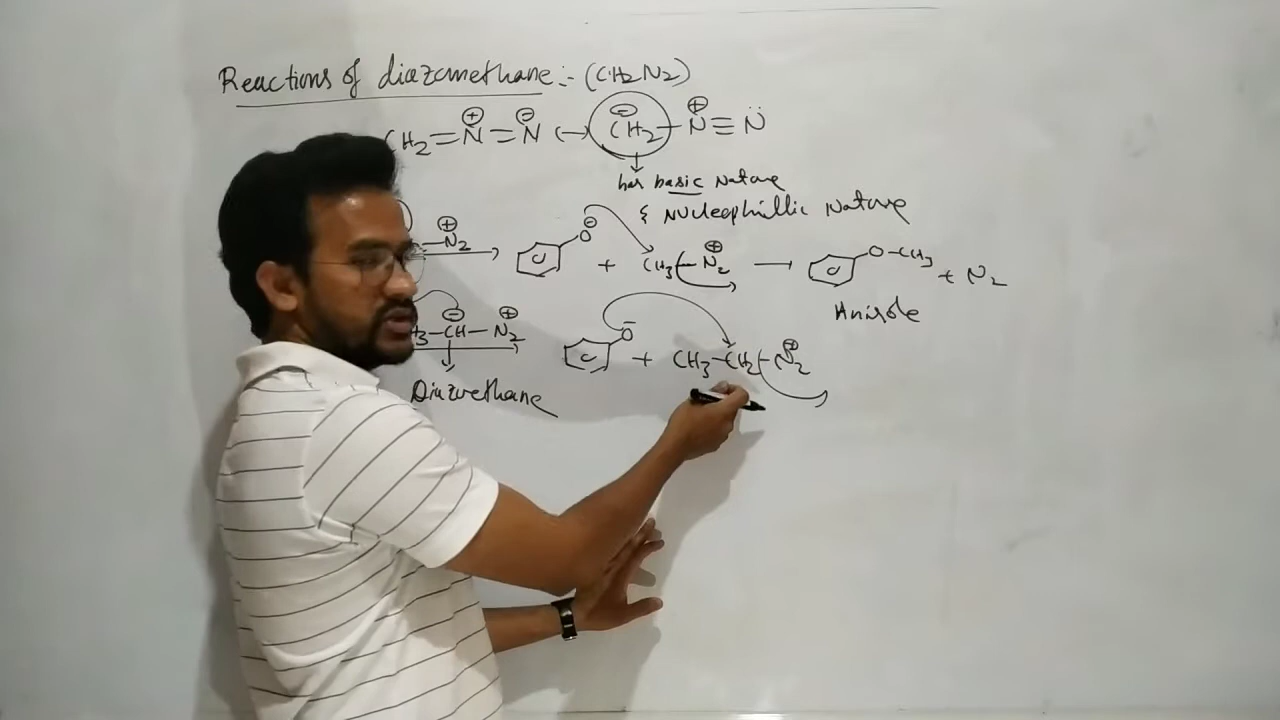 Reactions of diazomethane :- (CH2N2)
CH2=N⊕=N⊖ ↔ ⊖CH2-N⊕≡N̈
↓
has basic Nature
& Nucleophillic Nature
-N2⊕ → O⊖ + CH3-N2⊕ → O-CH3 + N2
Anisole
3-CH⊖-N2⊕ → O⊖ + CH3-CH2-N2⊕
↓
Diazoethane